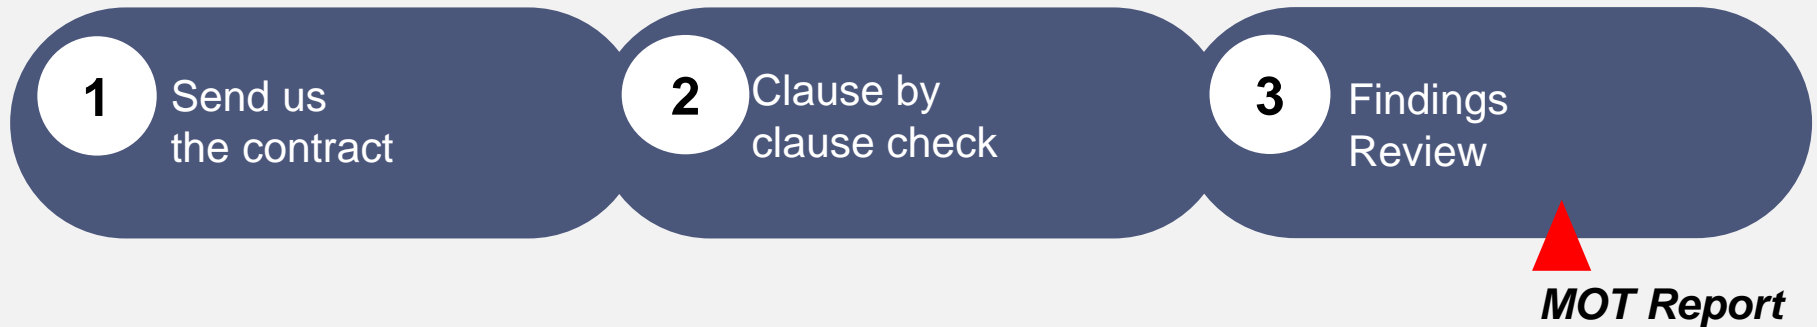 1
Send us
the contract
2
Clause by
clause check
3
Findings
Review
MOT Report